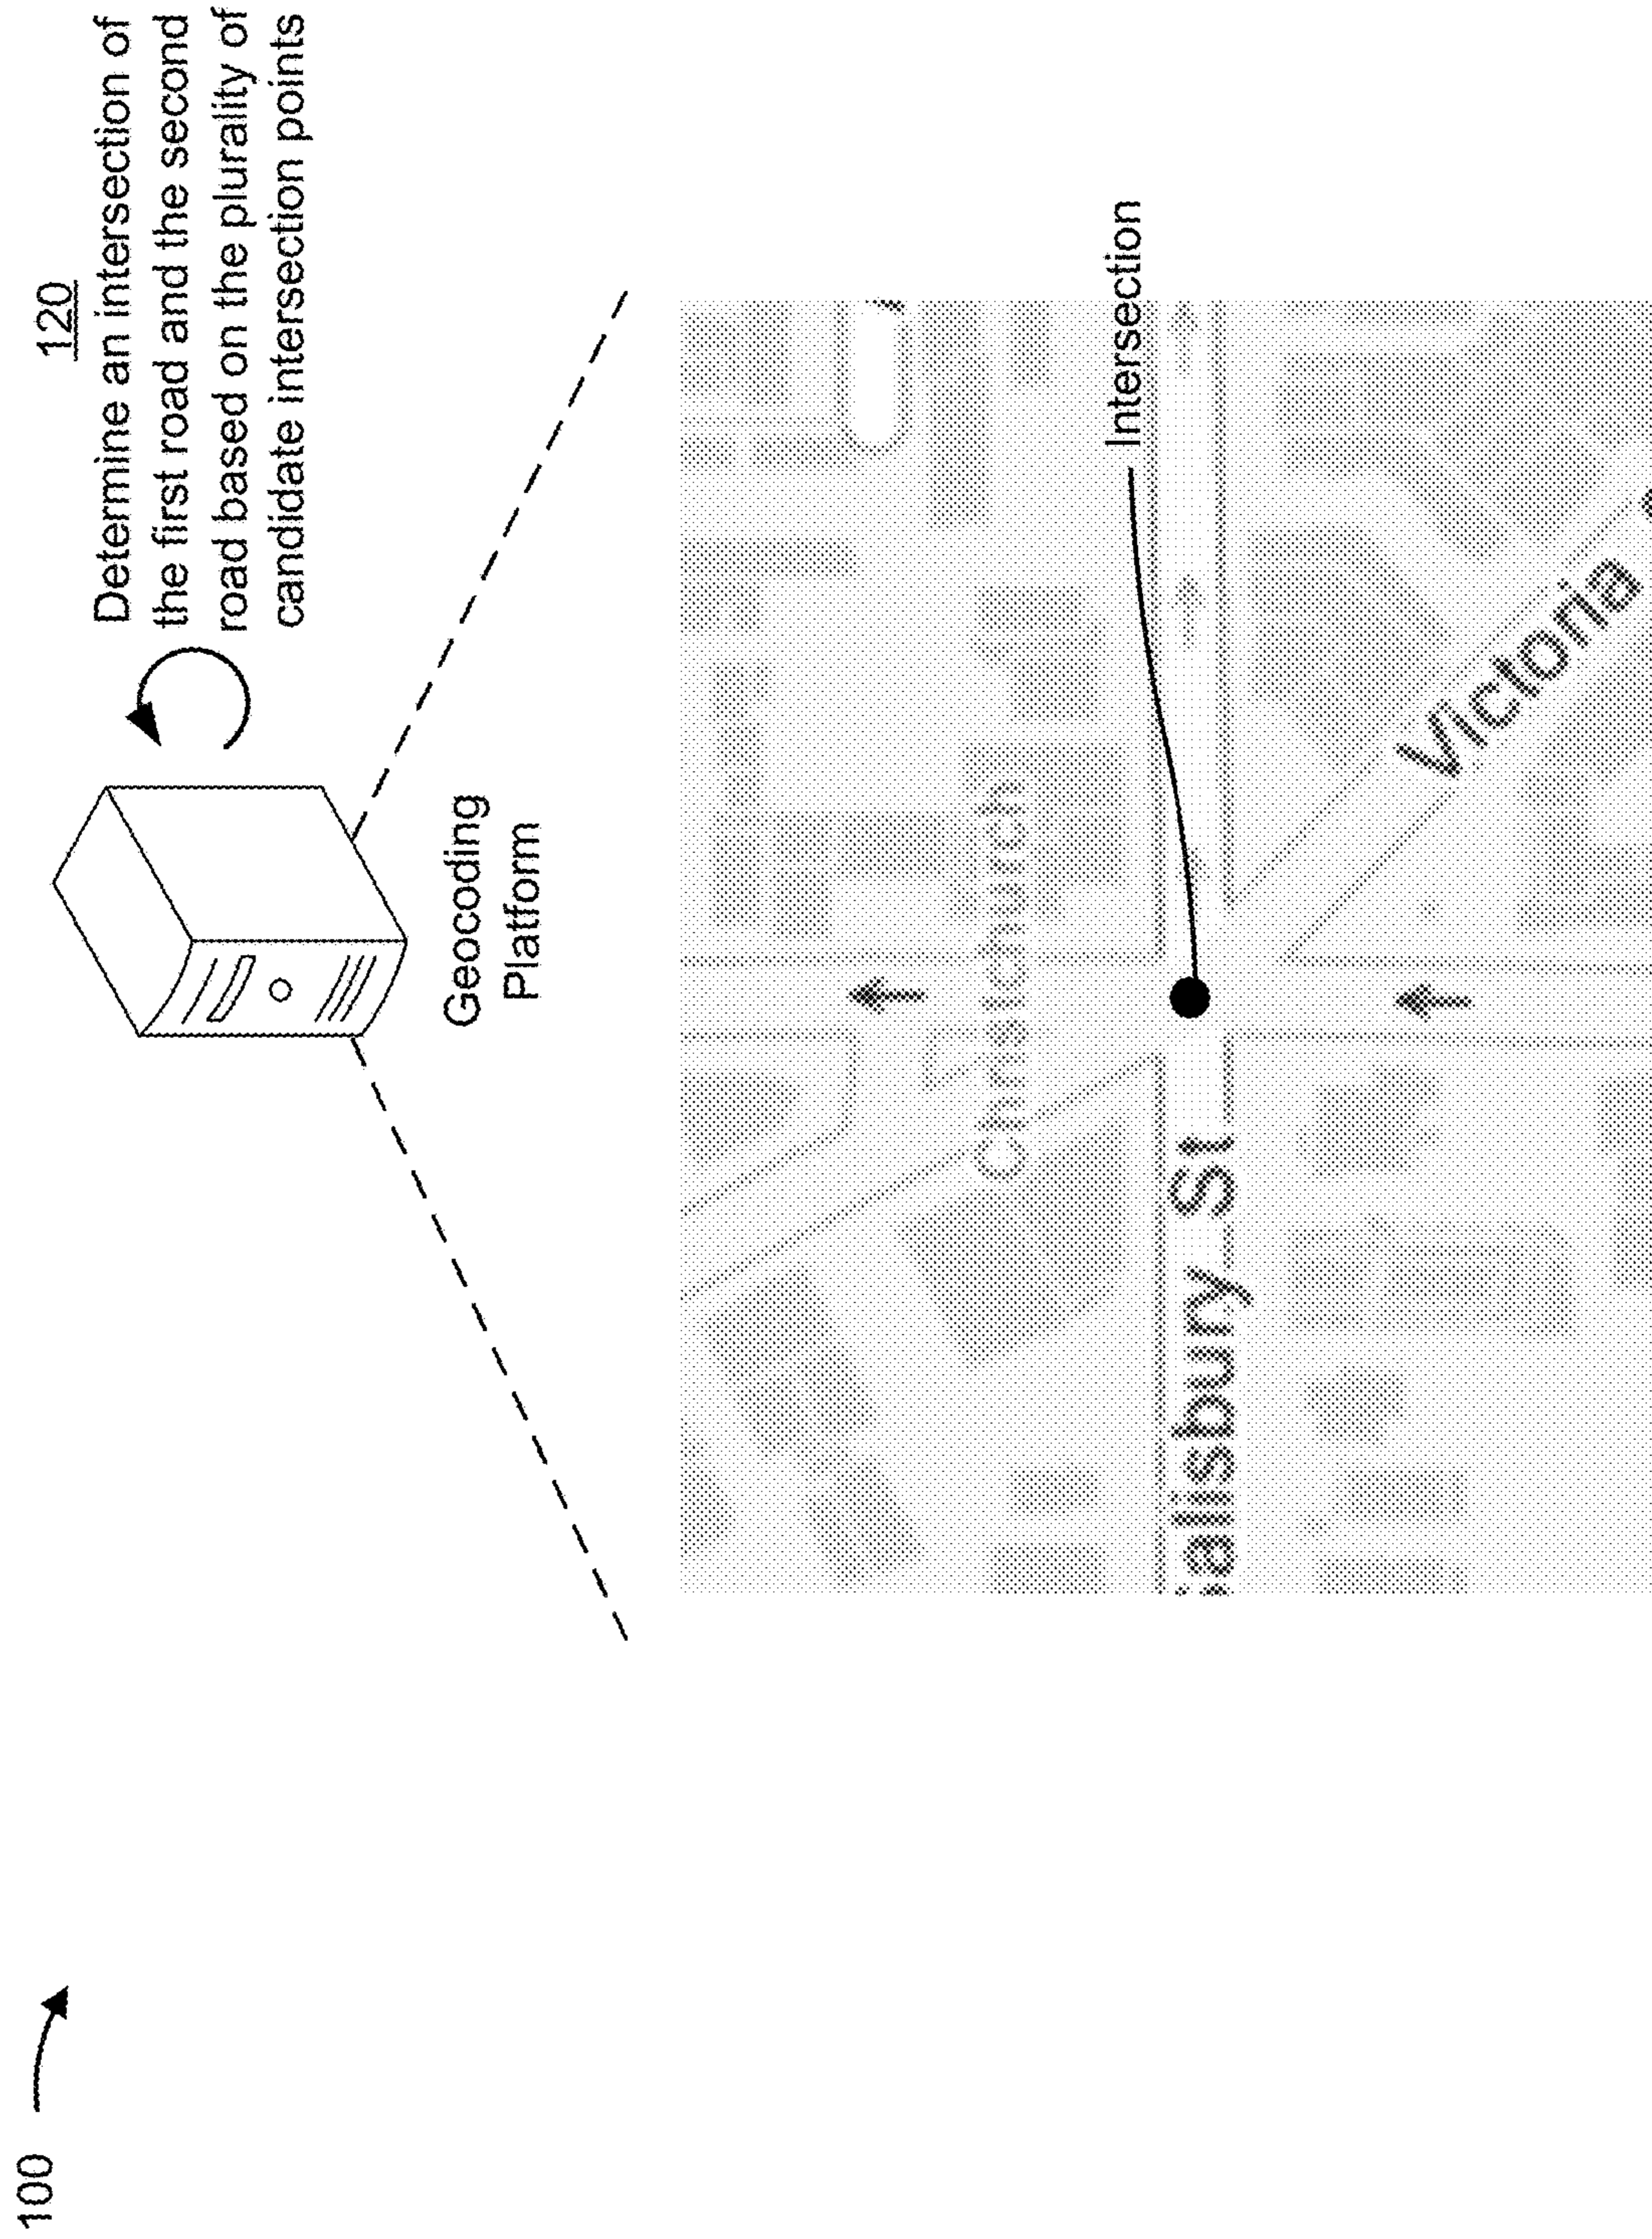 100
120
Determine an intersection of
the first road and the second
road based on the plurality of
candidate intersection points
Geocoding
Platform
Christchurch
Intersection
St
Victoria